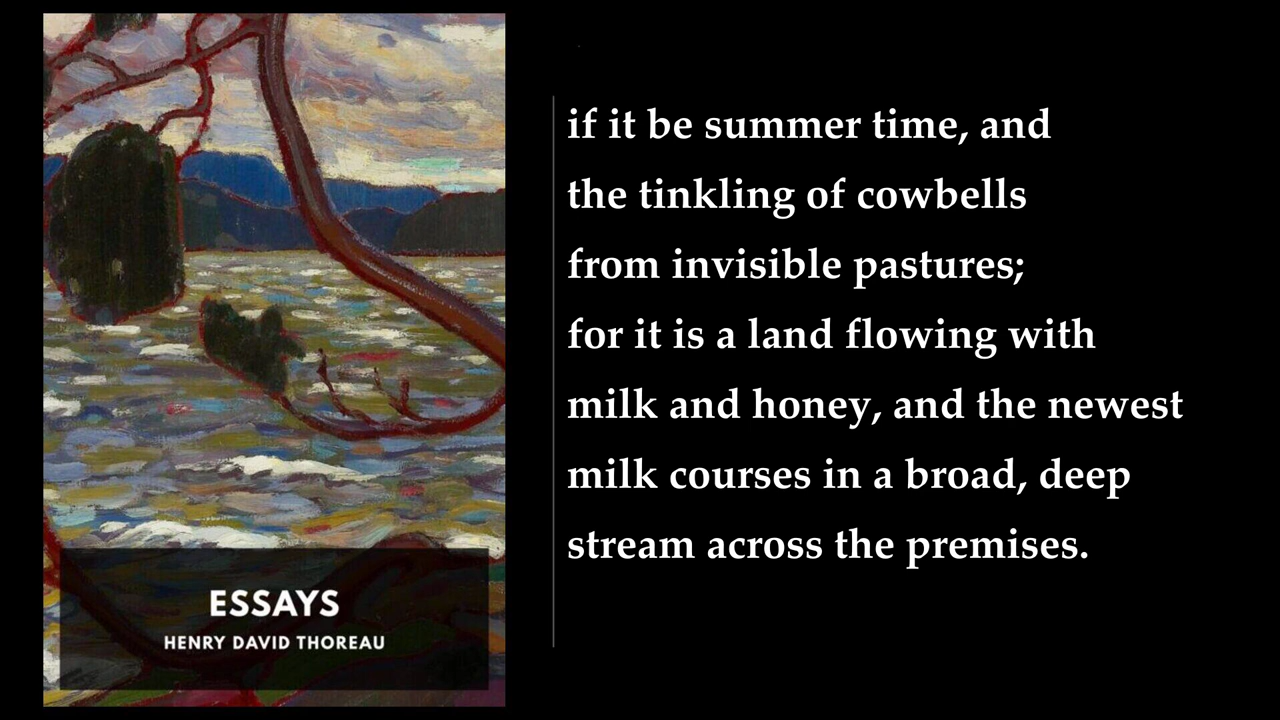 ESSAYS
HENRY DAVID THOREAU
if it be summer time, and
the tinkling of cowbells
from invisible pastures;
for it is a land flowing with
milk and honey, and the newest
milk courses in a broad, deep
stream across the premises.